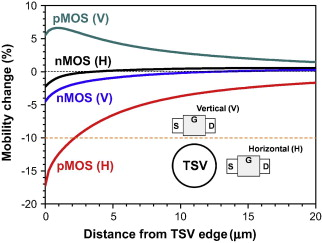 Mobility change (%)
10
5
0
-5
-10
-15
-20
pMOS (V)
nMOS (H)
nMOS (V)
pMOS (H)
Vertical (V)
S G D
Horizontal (H)
TSV
S G D
0 5 10 15 20
Distance from TSV edge (μm)